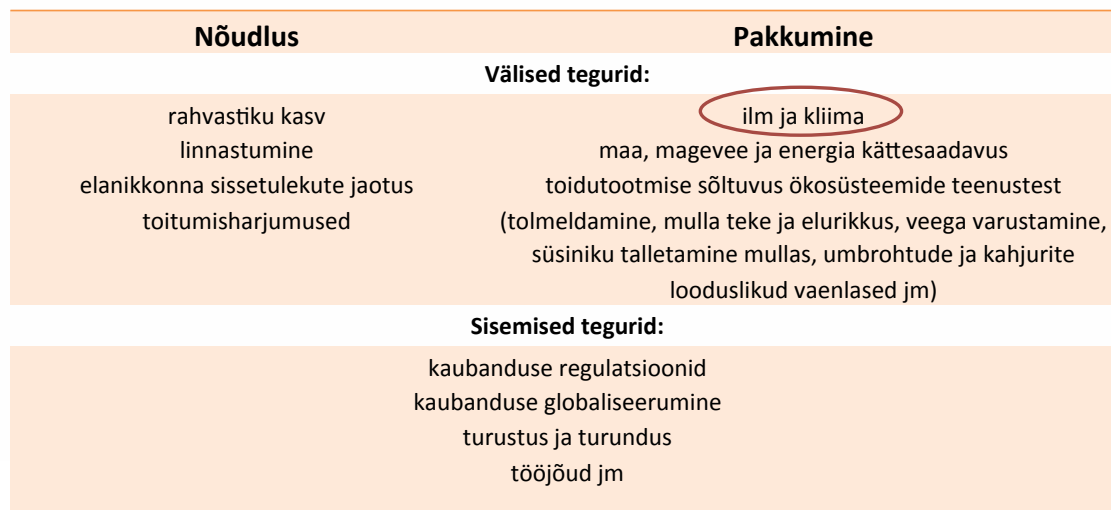 Nõudlus
Pakkumine
Välised tegurid:
rahvastiku kasv
linnastumine
elanikkonna sissetulekute jaotus
toitumisharjumused
ilm ja kliima
maa, magevee ja energia kättesaadavus
toidutootmise sõltuvus ökosüsteemide teenustest
(tolmeldamine, mulla teke ja elurikkus, veega varustamine,
süsiniku talletamine mullas, umbrohtude ja kahjurite
looduslikud vaenlased jm)
Sisemised tegurid:
kaubanduse regulatsioonid
kaubanduse globaliseerumine
turustus ja turundus
tööjõud jm